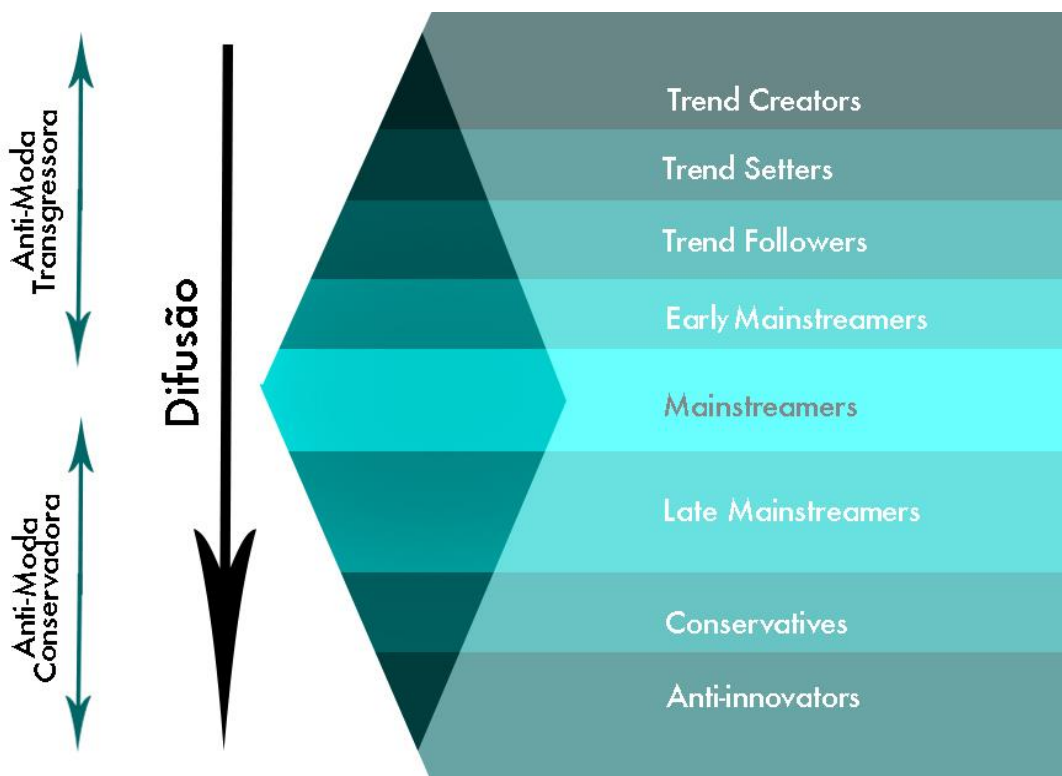 Anti-Moda
Transgressora
Anti-Moda
Conservadora
Difusão
Trend Creators
Trend Setters
Trend Followers
Early Mainstreamers
Mainstreamers
Late Mainstreamers
Conservatives
Anti-innovators